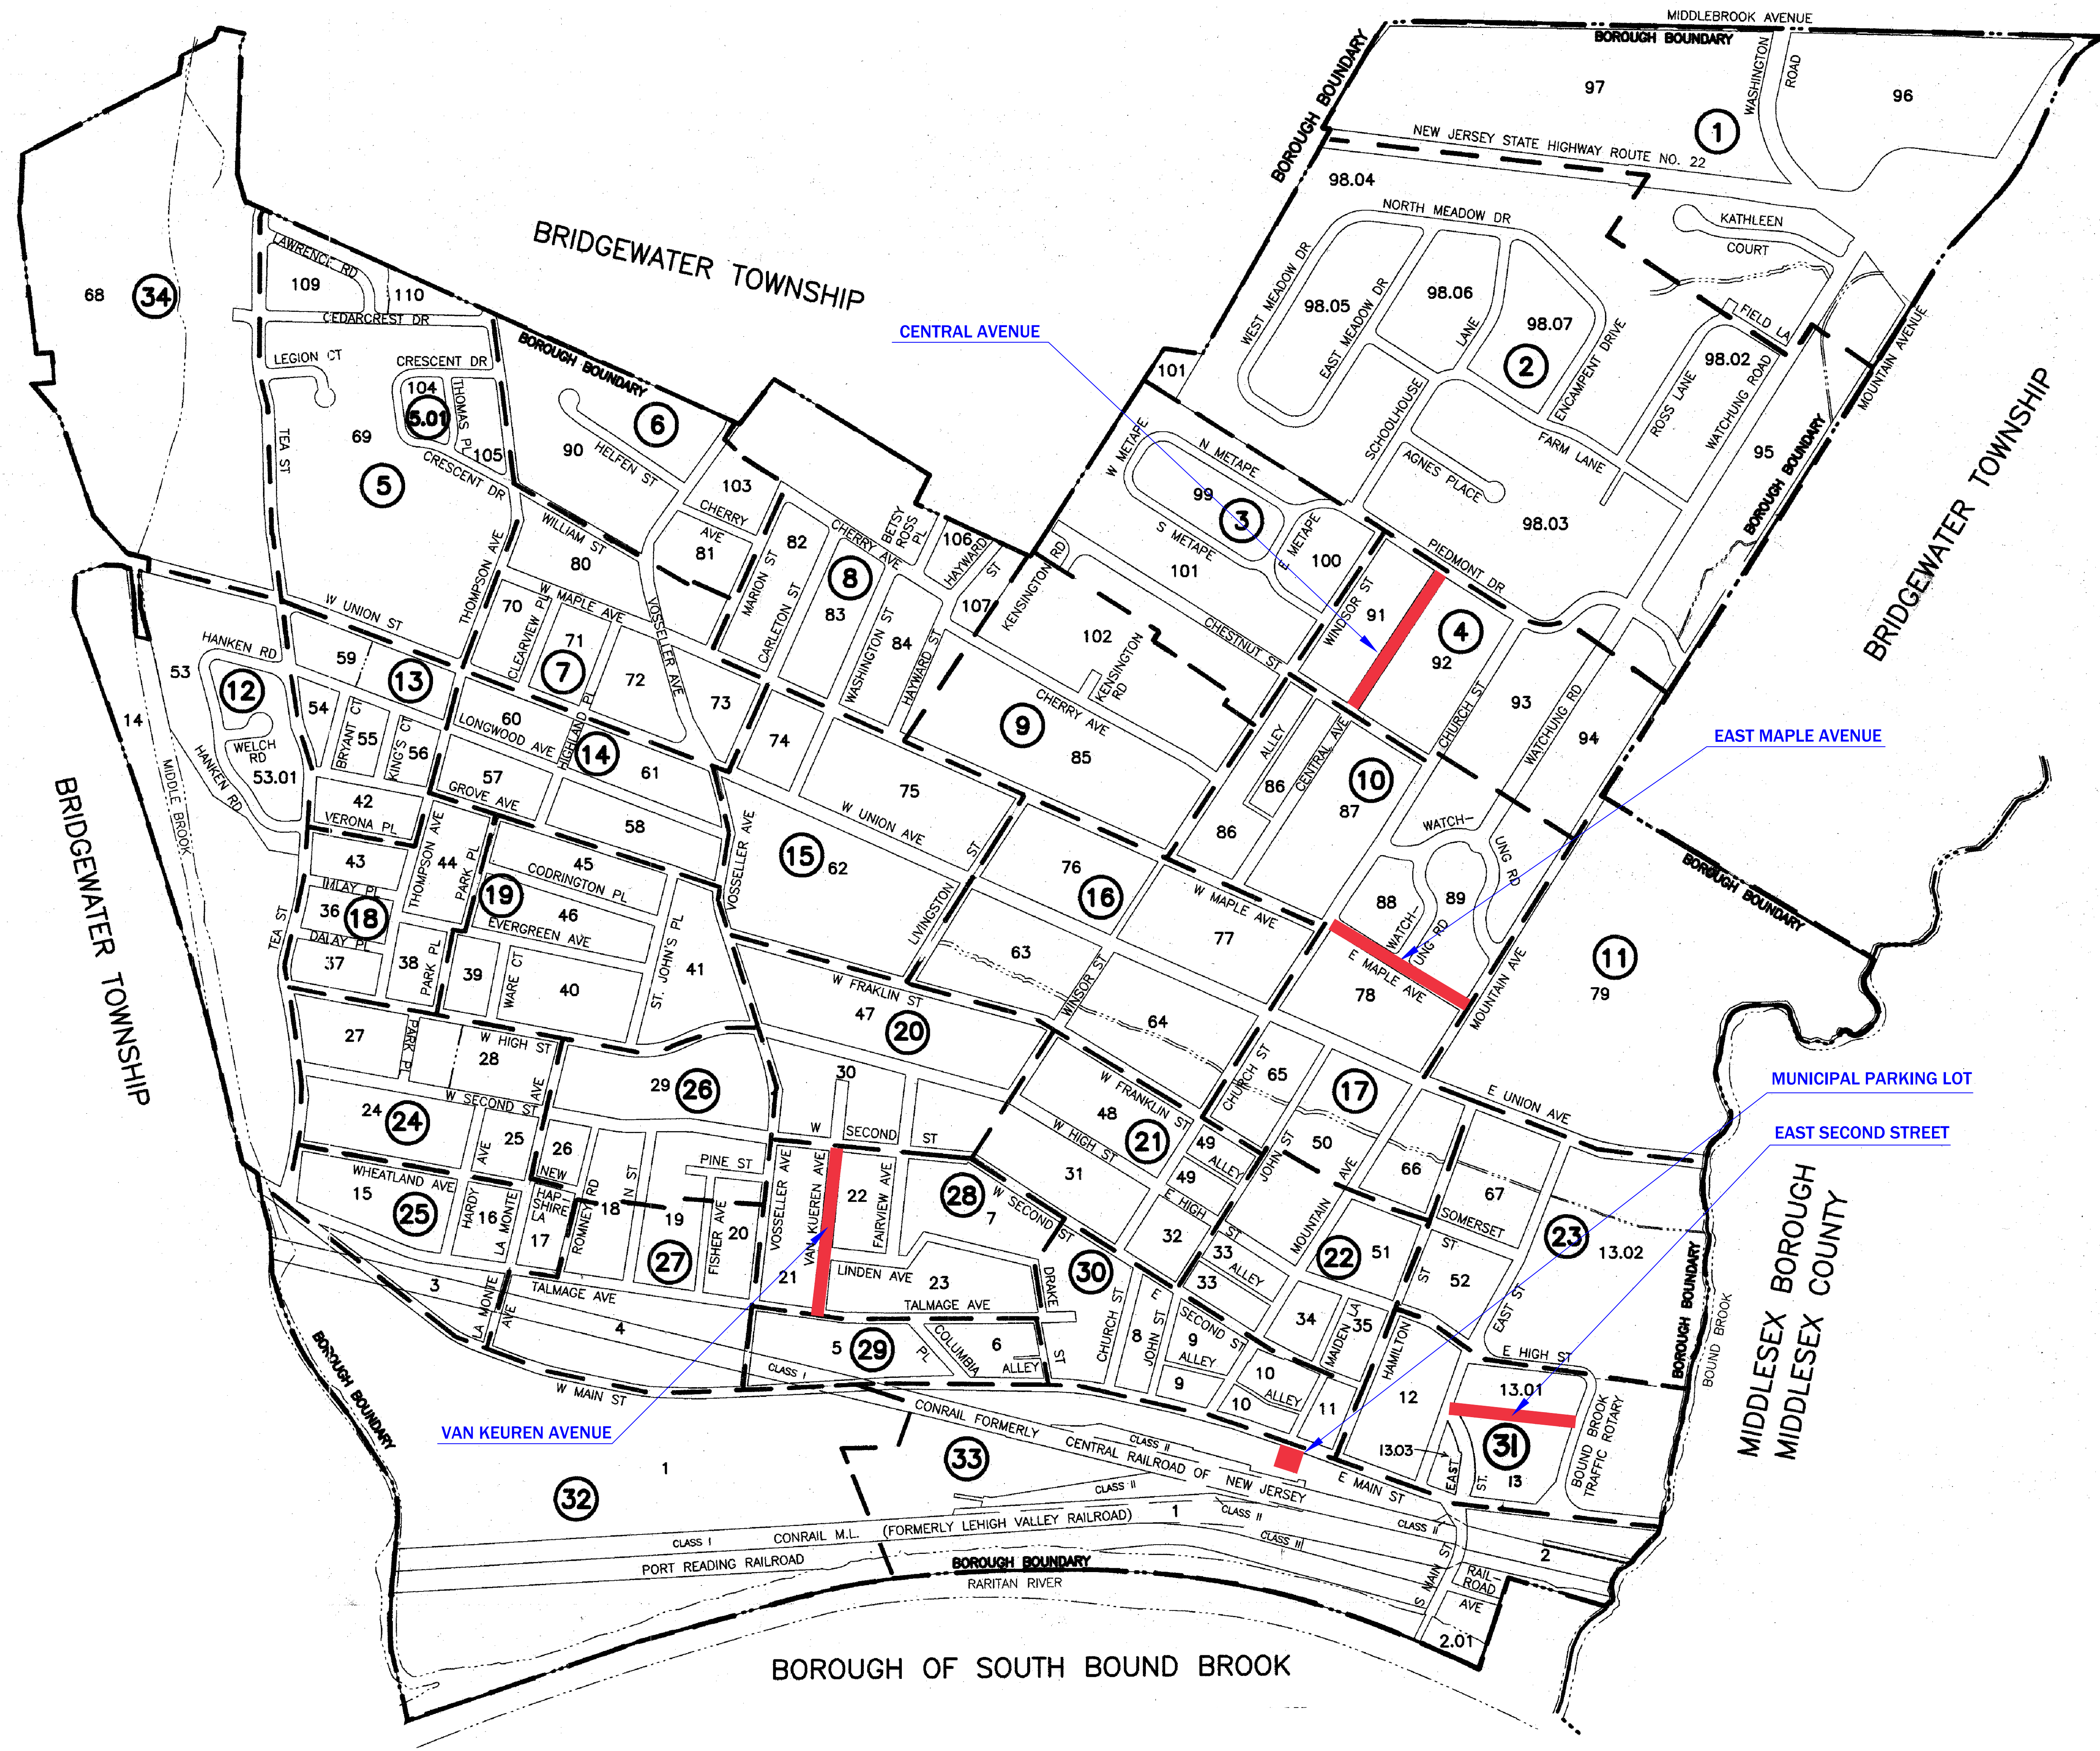 MIDDLEBROOK AVENUE
BOROUGH BOUNDARY
BOROUGH BOUNDARY
BOROUGH BOUNDARY
97
WASHINGTON
ROAD
96
1
NEW JERSEY STATE HIGHWAY ROUTE NO. 22
98.04
NORTH MEADOW DR
KATHLEEN
COURT
BRIDGEWATER TOWNSHIP
LAWRENCE RD
109
110
68
34
CEDARCREST DR
WEST MEADOW DR
98.05
EAST MEADOW DR
98.06
LANE
98.07
ENCAMPENT DRIVE
FIELD LA
98.02
MOUNTAIN AVENUE
CENTRAL AVENUE
BOROUGH BOUNDARY
LEGION CT
CRESCENT DR
104
5.01
THOMAS PL
105
CRESCENT DR
69
5
TEA ST
6
90
HELFEN ST
101
2
SCHOOLHOUSE
ROSS LANE
WATCHUNG ROAD
FARM LANE
AGNES PLACE
95
BOROUGH BOUNDARY
BRIDGEWATER TOWNSHIP
W METAPE
N METAPE
99
3
S METAPE
E METAPE
100
98.03
103
CHERRY
AVE
81
82
CHERRY AVE
BETSY
ROSS
PL
106
HAYWARD
ST
KENSINGTON RD
101
PIEDMONT DR
WILLIAM ST
80
THOMPSON AVE
W MAPLE AVE
MARION ST
CARLETON ST
8
83
WASHINGTON ST
84
HAYWARD ST
107
KENSINGTON
102
KENSINGTON
RD
CHESTNUT ST
WINDSOR ST
91
4
92
CHURCH ST
93
WATCHUNG RD
94
W UNION ST
70
CLEARVIEW PL
71
7
72
VOSSELLER AVE
73
HANKEN RD
53
12
59
13
14
54
WELCH
RD
53.01
HANKEN RD
MIDDLE BROOK
BRYANT CT
55
KING'S CT
56
60
LONGWOOD AVE
HIGHLAND PL
14
61
74
75
9
CHERRY AVE
85
ALLEY
86
CENTRAL AVE
10
87
86
EAST MAPLE AVENUE
BRIDGEWATER TOWNSHIP
57
GROVE AVE
58
42
VERONA PL
43
THOMPSON AVE
44
PARK PL
45
CODRINGTON PL
VOSSELLER AVE
15
62
W UNION AVE
ST
LIVINGSTON
76
16
W MAPLE AVE
77
WATCH-
UNG RD
88
89
WATCH-
UNG RD
BOROUGH BOUNDARY
IMLAY PL
36
18
DALAY PL
37
38
PARK PL
TEA ST
19
46
EVERGREEN AVE
39
WARE CT
40
ST. JOHN'S PL
41
63
WINSOR ST
E MAPLE AVE
78
MOUNTAIN AVE
11
79
27
PARK PL
28
W HIGH ST
W FRAKLIN ST
47
20
64
CHURCH ST
65
17
E UNION AVE
MUNICIPAL PARKING LOT
EAST SECOND STREET
24
24
W SECOND ST
AVE
25
AVE
26
29
26
30
W
SECOND
ST
W FRANKLIN ST
48
W HIGH ST
21
49
ALLEY
49
JOHN ST
50
MOUNTAIN AVE
66
67
SOMERSET
ST
WHEATLAND AVE
15
25
HARDY
16
LA MONTE
NEW
HAP-
SHIRE
LA
17
ROMNEY RD
18
N ST
19
27
PINE ST
FISHER AVE
20
VOSSELLER AVE
21
VAN KUEREN AVE
22
FAIRVIEW AVE
28
7
W SECOND ST
31
E HIGH ST
32
33
ALLEY
33
22
51
ST
52
23
13.02
EAST ST
MIDDLESEX BOROUGH
MIDDLESEX COUNTY
BOROUGH BOUNDARY
BOUND BROOK
3
LA MONTE
AVE
TALMAGE AVE
4
LINDEN AVE
23
TALMAGE AVE
DRAKE
ST
30
CHURCH ST
8
JOHN ST
E SECOND ST
9
ALLEY
9
34
MAIDEN LA
35
HAMILTON
E HIGH ST
BOROUGH BOUNDARY
W MAIN ST
CLASS I
5
29
PL
COLUMBIA
6
ALLEY
10
ALLEY
10
11
12
13.01
31
13.03
EAST
ST.
13
BOUND BROOK
TRAFFIC ROTARY
VAN KEUREN AVENUE
1
32
33
CONRAIL FORMERLY CENTRAL RAILROAD OF NEW JERSEY
CLASS II
E MAIN ST
CLASS II
CLASS I
CONRAIL M.L.
(FORMERLY LEHIGH VALLEY RAILROAD)
1
CLASS II
CLASS II
CLASS II
PORT READING RAILROAD
BOROUGH BOUNDARY
RARITAN RIVER
2
S MAIN ST
RAIL-
ROAD
AVE
2.01
BOROUGH OF SOUTH BOUND BROOK